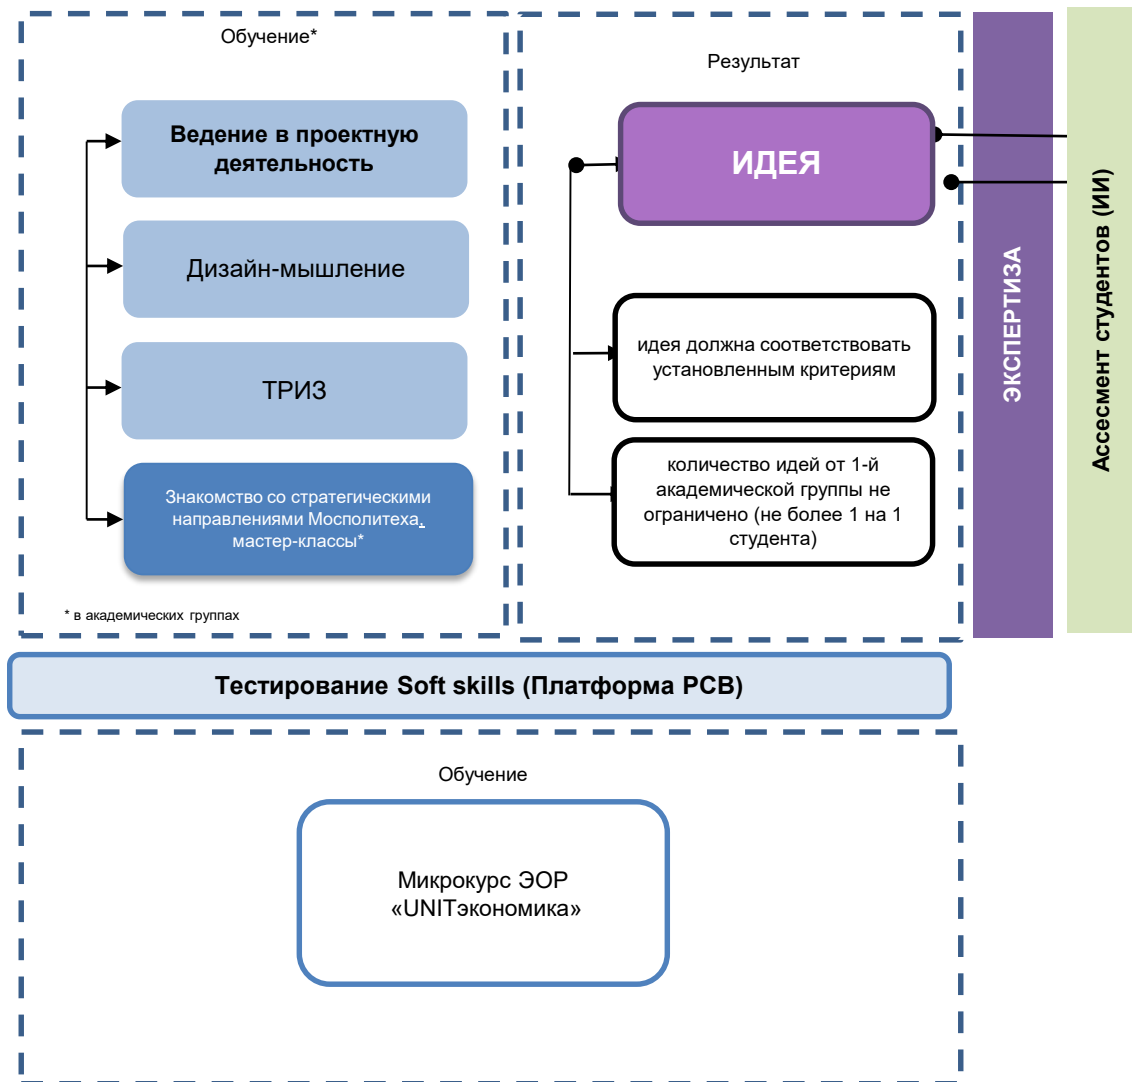 Обучение*
Ведение в проектную
деятельность
Дизайн-мышление
ТРИЗ
Знакомство со стратегическими
направлениями Мосполитеха,
мастер-классы*
* в академических группах
Результат
ИДЕЯ
идея должна соответствовать
установленным критериям
количество идей от 1-й
академической группы не
ограничено (не более 1 на 1
студента)
ЭКСПЕРТИЗА
Ассесмент студентов (ИИ)
Тестирование Soft skills (Платформа РСВ)
Обучение
Микрокурс ЭОР
«UNITэкономика»